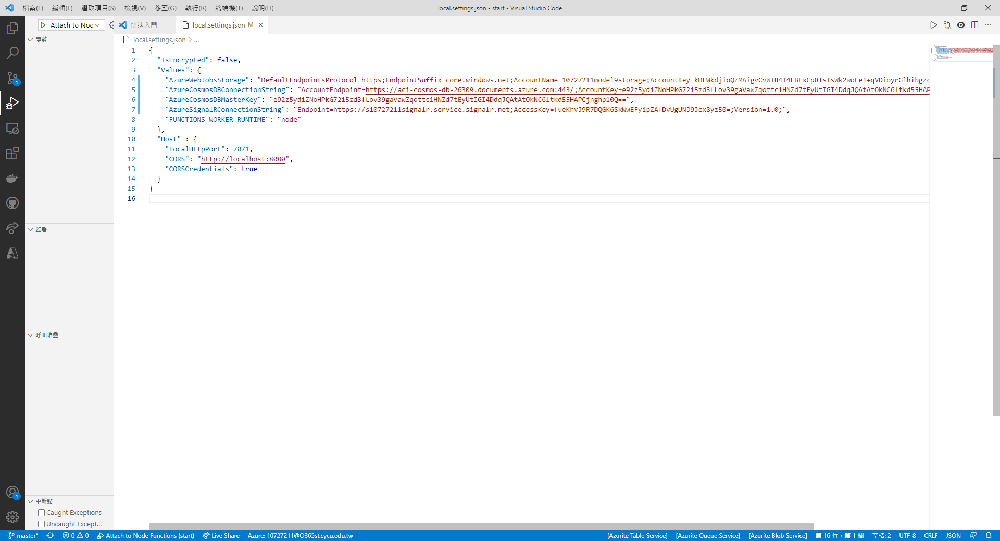 檔案(F) 編輯(E) 選取項目(S) 檢視(V) 移至(G) 執行(R) 終端機(T) 說明(H)
local.settings.json - start - Visual Studio Code
Attach to Nod
快速入門
local.settings.json M
變數
local.settings.json > ...
1 {
2 "IsEncrypted": false,
3 "Values": {
4 "AzureWebJobsStorage": "DefaultEndpointsProtocol=https;EndpointSuffix=core.windows.net;AccountName=10727211model9storage;AccountKey=kDLWkdjioQZMAigvCvWTB4T4EBFxCp8IsTsWk2woEe1+qVDioyrGlhibgZc
5 "AzureCosmosDBConnectionString": "AccountEndpoint=https://aci-cosmos-db-26309.documents.azure.com:443/;AccountKey=e92z5ydiZNoHPkG72i5zd3fLov39gaVawZqottc1HNZd7tEyUtIGI4DdqJQAtAtOkNC6ltkd55HAP
6 "AzureCosmosDBMasterKey": "e92z5ydiZNoHPkG72i5zd3fLov39gaVawZqottc1HNZd7tEyUtIGI4DdqJQAtAtOkNC6ltkd55HAPCjnghp10Q==",
7 "AzureSignalRConnectionString": "Endpoint=https://s10727211signalr.service.signalr.net;AccessKey=fueKhvJ9R7DQGK6SkWwEFyipZA+DvUgUNJ9Jcx8yz50=;Version=1.0;",
8 "FUNCTIONS_WORKER_RUNTIME": "node"
9 },
10 "Host" : {
11 "LocalHttpPort": 7071,
12 "CORS": "http://localhost:8080",
13 "CORSCredentials": true
14 }
15 }
16
監看
呼叫堆疊
中斷點
Caught Exceptions
Uncaught Except...
1
1
master* 0 0 Attach to Node Functions (start) Live Share Azure: 10727211@O365st.cycu.edu.tw [Azurite Table Service] [Azurite Queue Service] [Azurite Blob Service] 第 16 行，第 1 欄 空格: 2 UTF-8 CRLF JSON